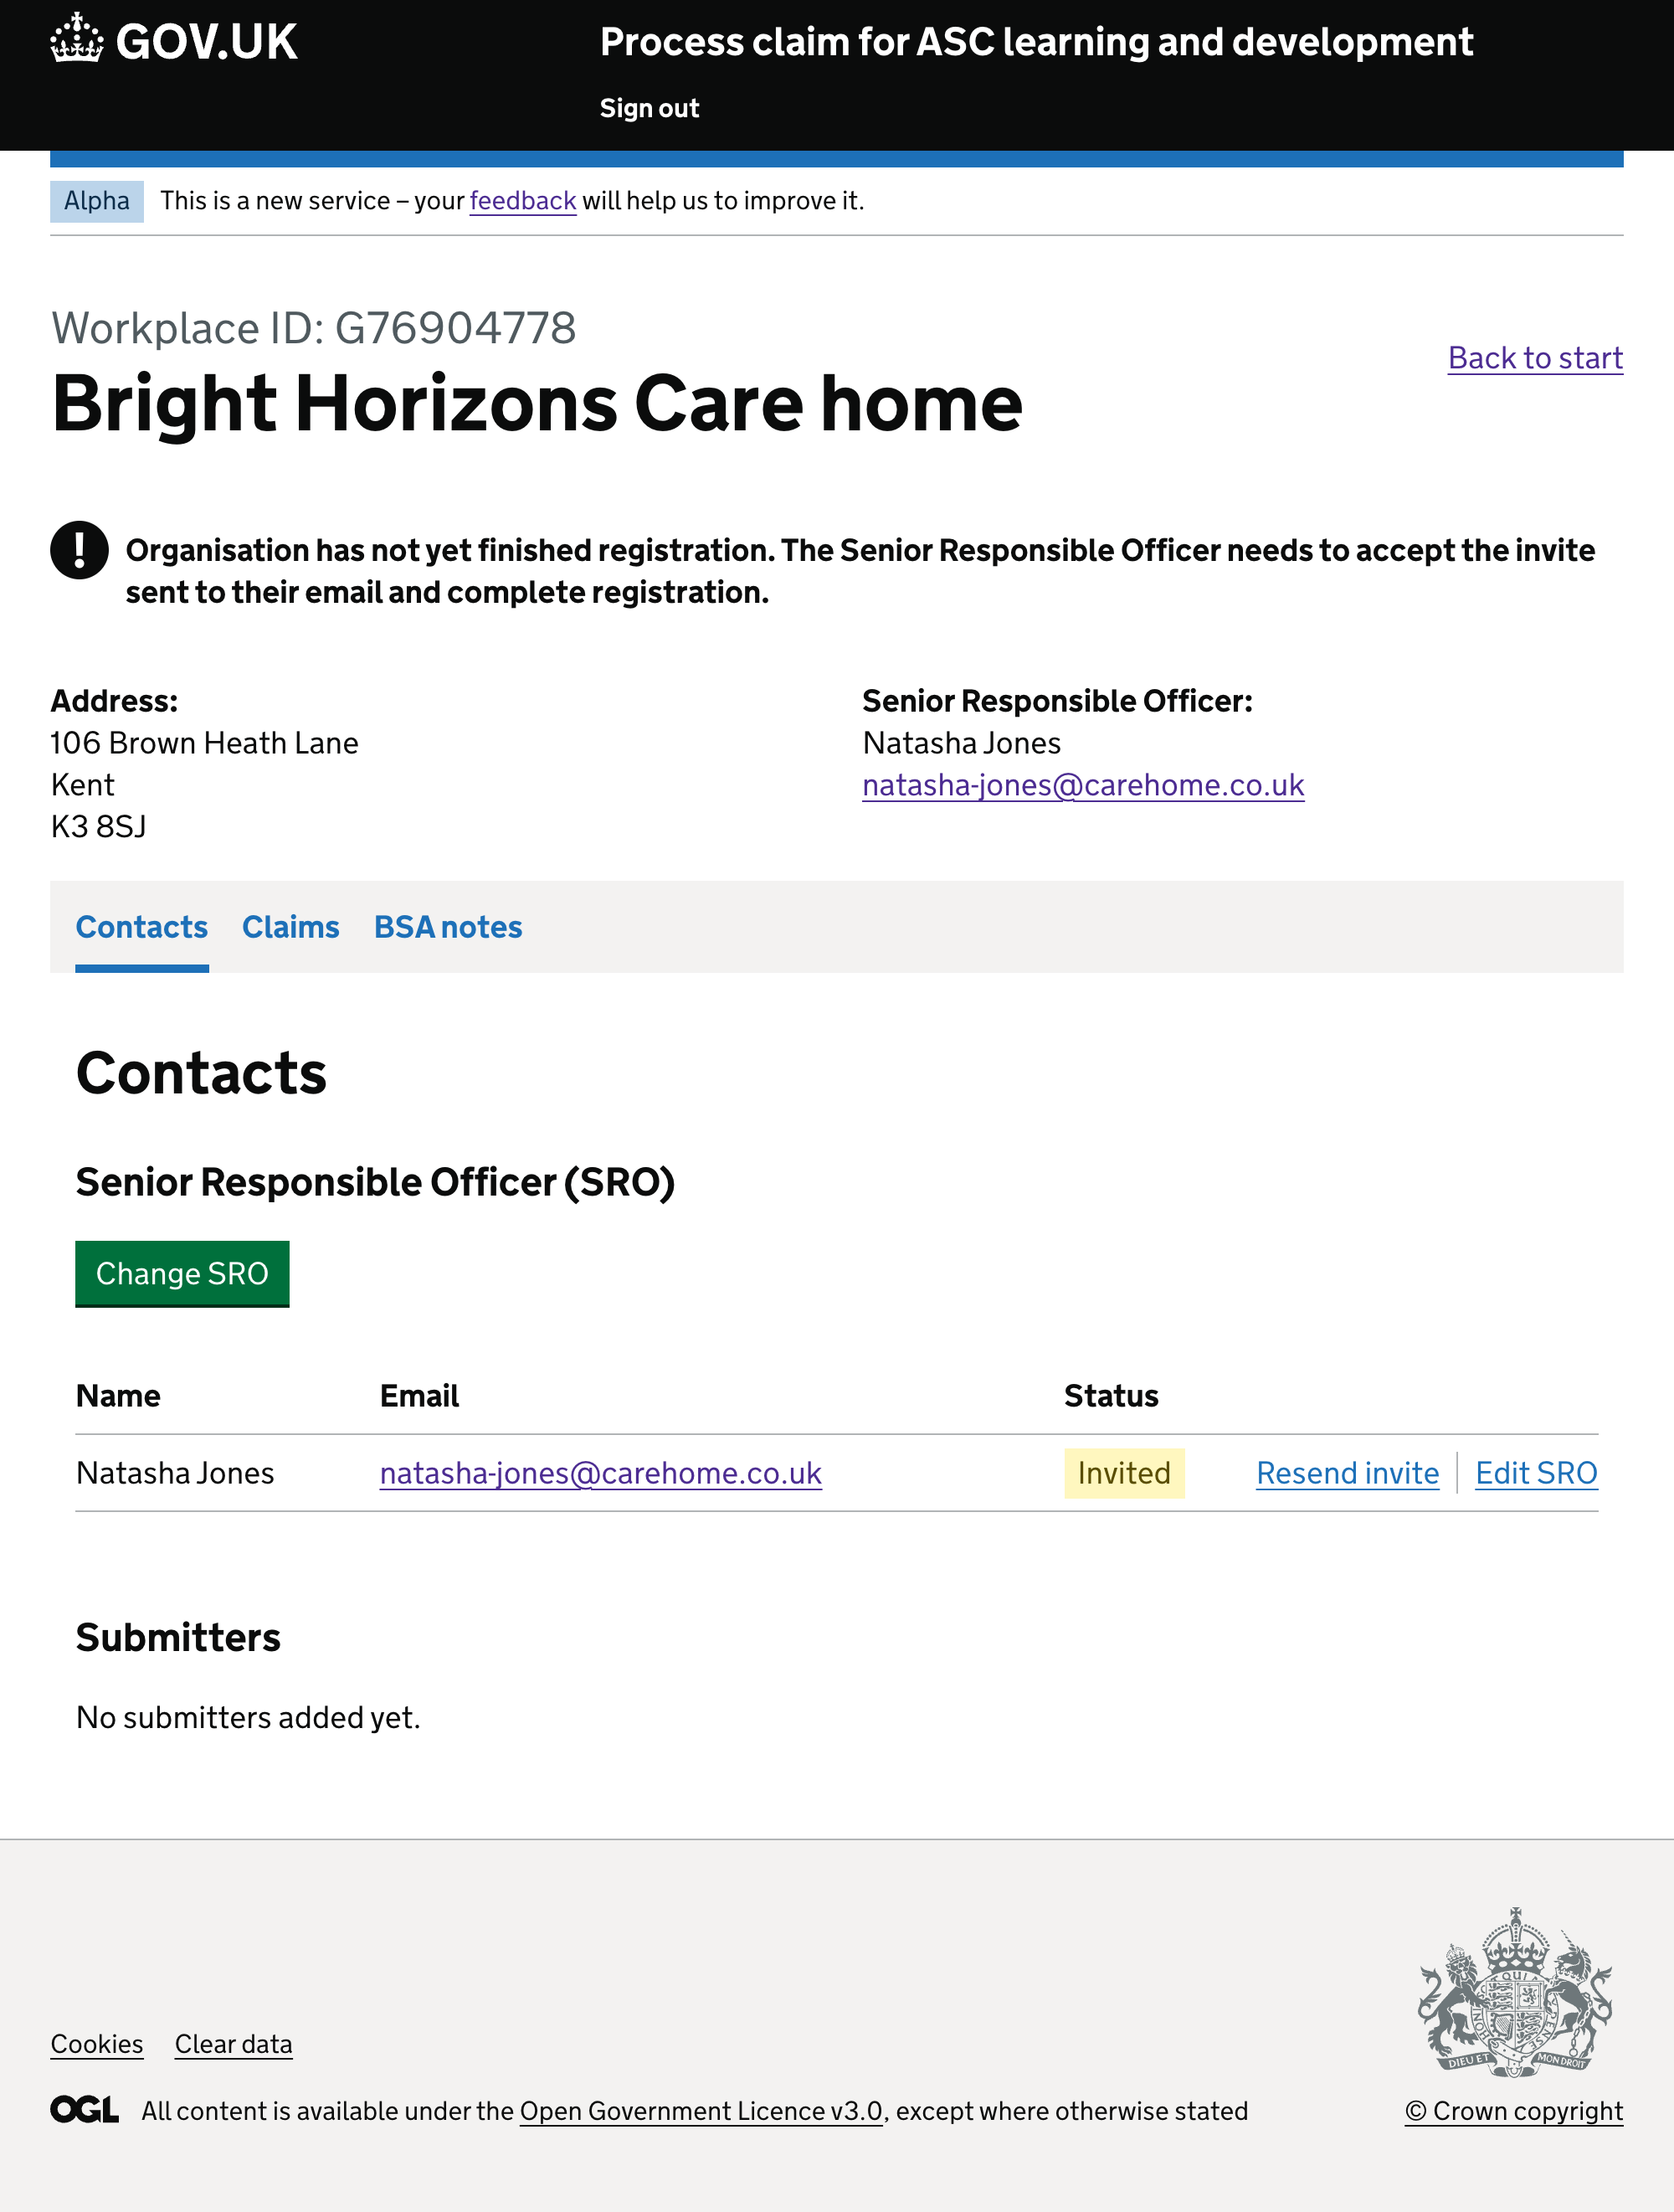 GOV.UK
Process claim for ASC learning and development
Sign out
Alpha This is a new service – your feedback will help us to improve it.
Workplace ID: G76904778
Back to start
Bright Horizons Care home
! Organisation has not yet finished registration. The Senior Responsible Officer needs to accept the invite
sent to their email and complete registration.
Address:
106 Brown Heath Lane
Kent
K3 8SJ
Senior Responsible Officer:
Natasha Jones
natasha-jones@carehome.co.uk
Contacts Claims BSA notes
Contacts
Senior Responsible Officer (SRO)
Change SRO
Name Email Status
Natasha Jones natasha-jones@carehome.co.uk Invited Resend invite Edit SRO
Submitters
No submitters added yet.
DIEU ET MON DROIT
Cookies Clear data
OGL All content is available under the Open Government Licence v3.0, except where otherwise stated
© Crown copyright